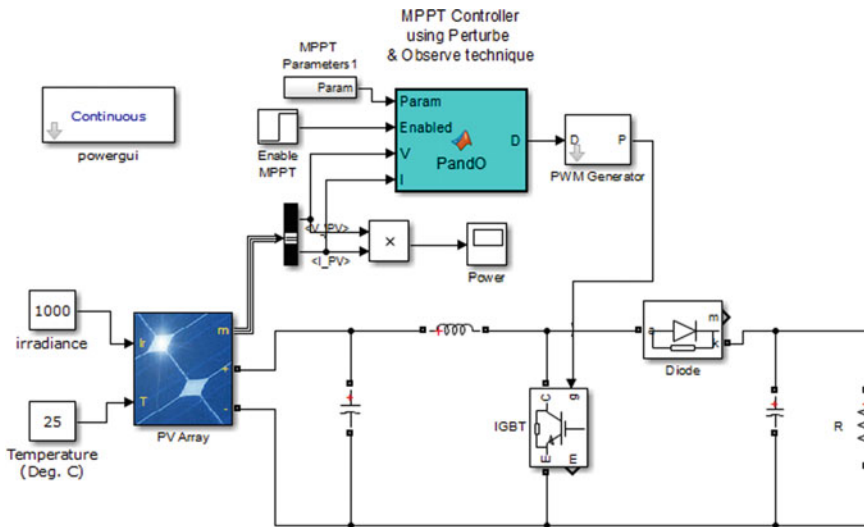 MPPT Controller
using Perturbe
& Observe technique
MPPT
Parameters1
Param
Continuous
powergui
Enable
MPPT
Param
Enabled
V
I
D
PandO
D
P
PWM Generator
<V_PV>
<I_PV>
×
Power
1000
irradiance
25
Temperature
(Deg. C)
Ir
T
m
+
-
PV Array
IGBT
g
C
E
m
a
k
m
Diode
R